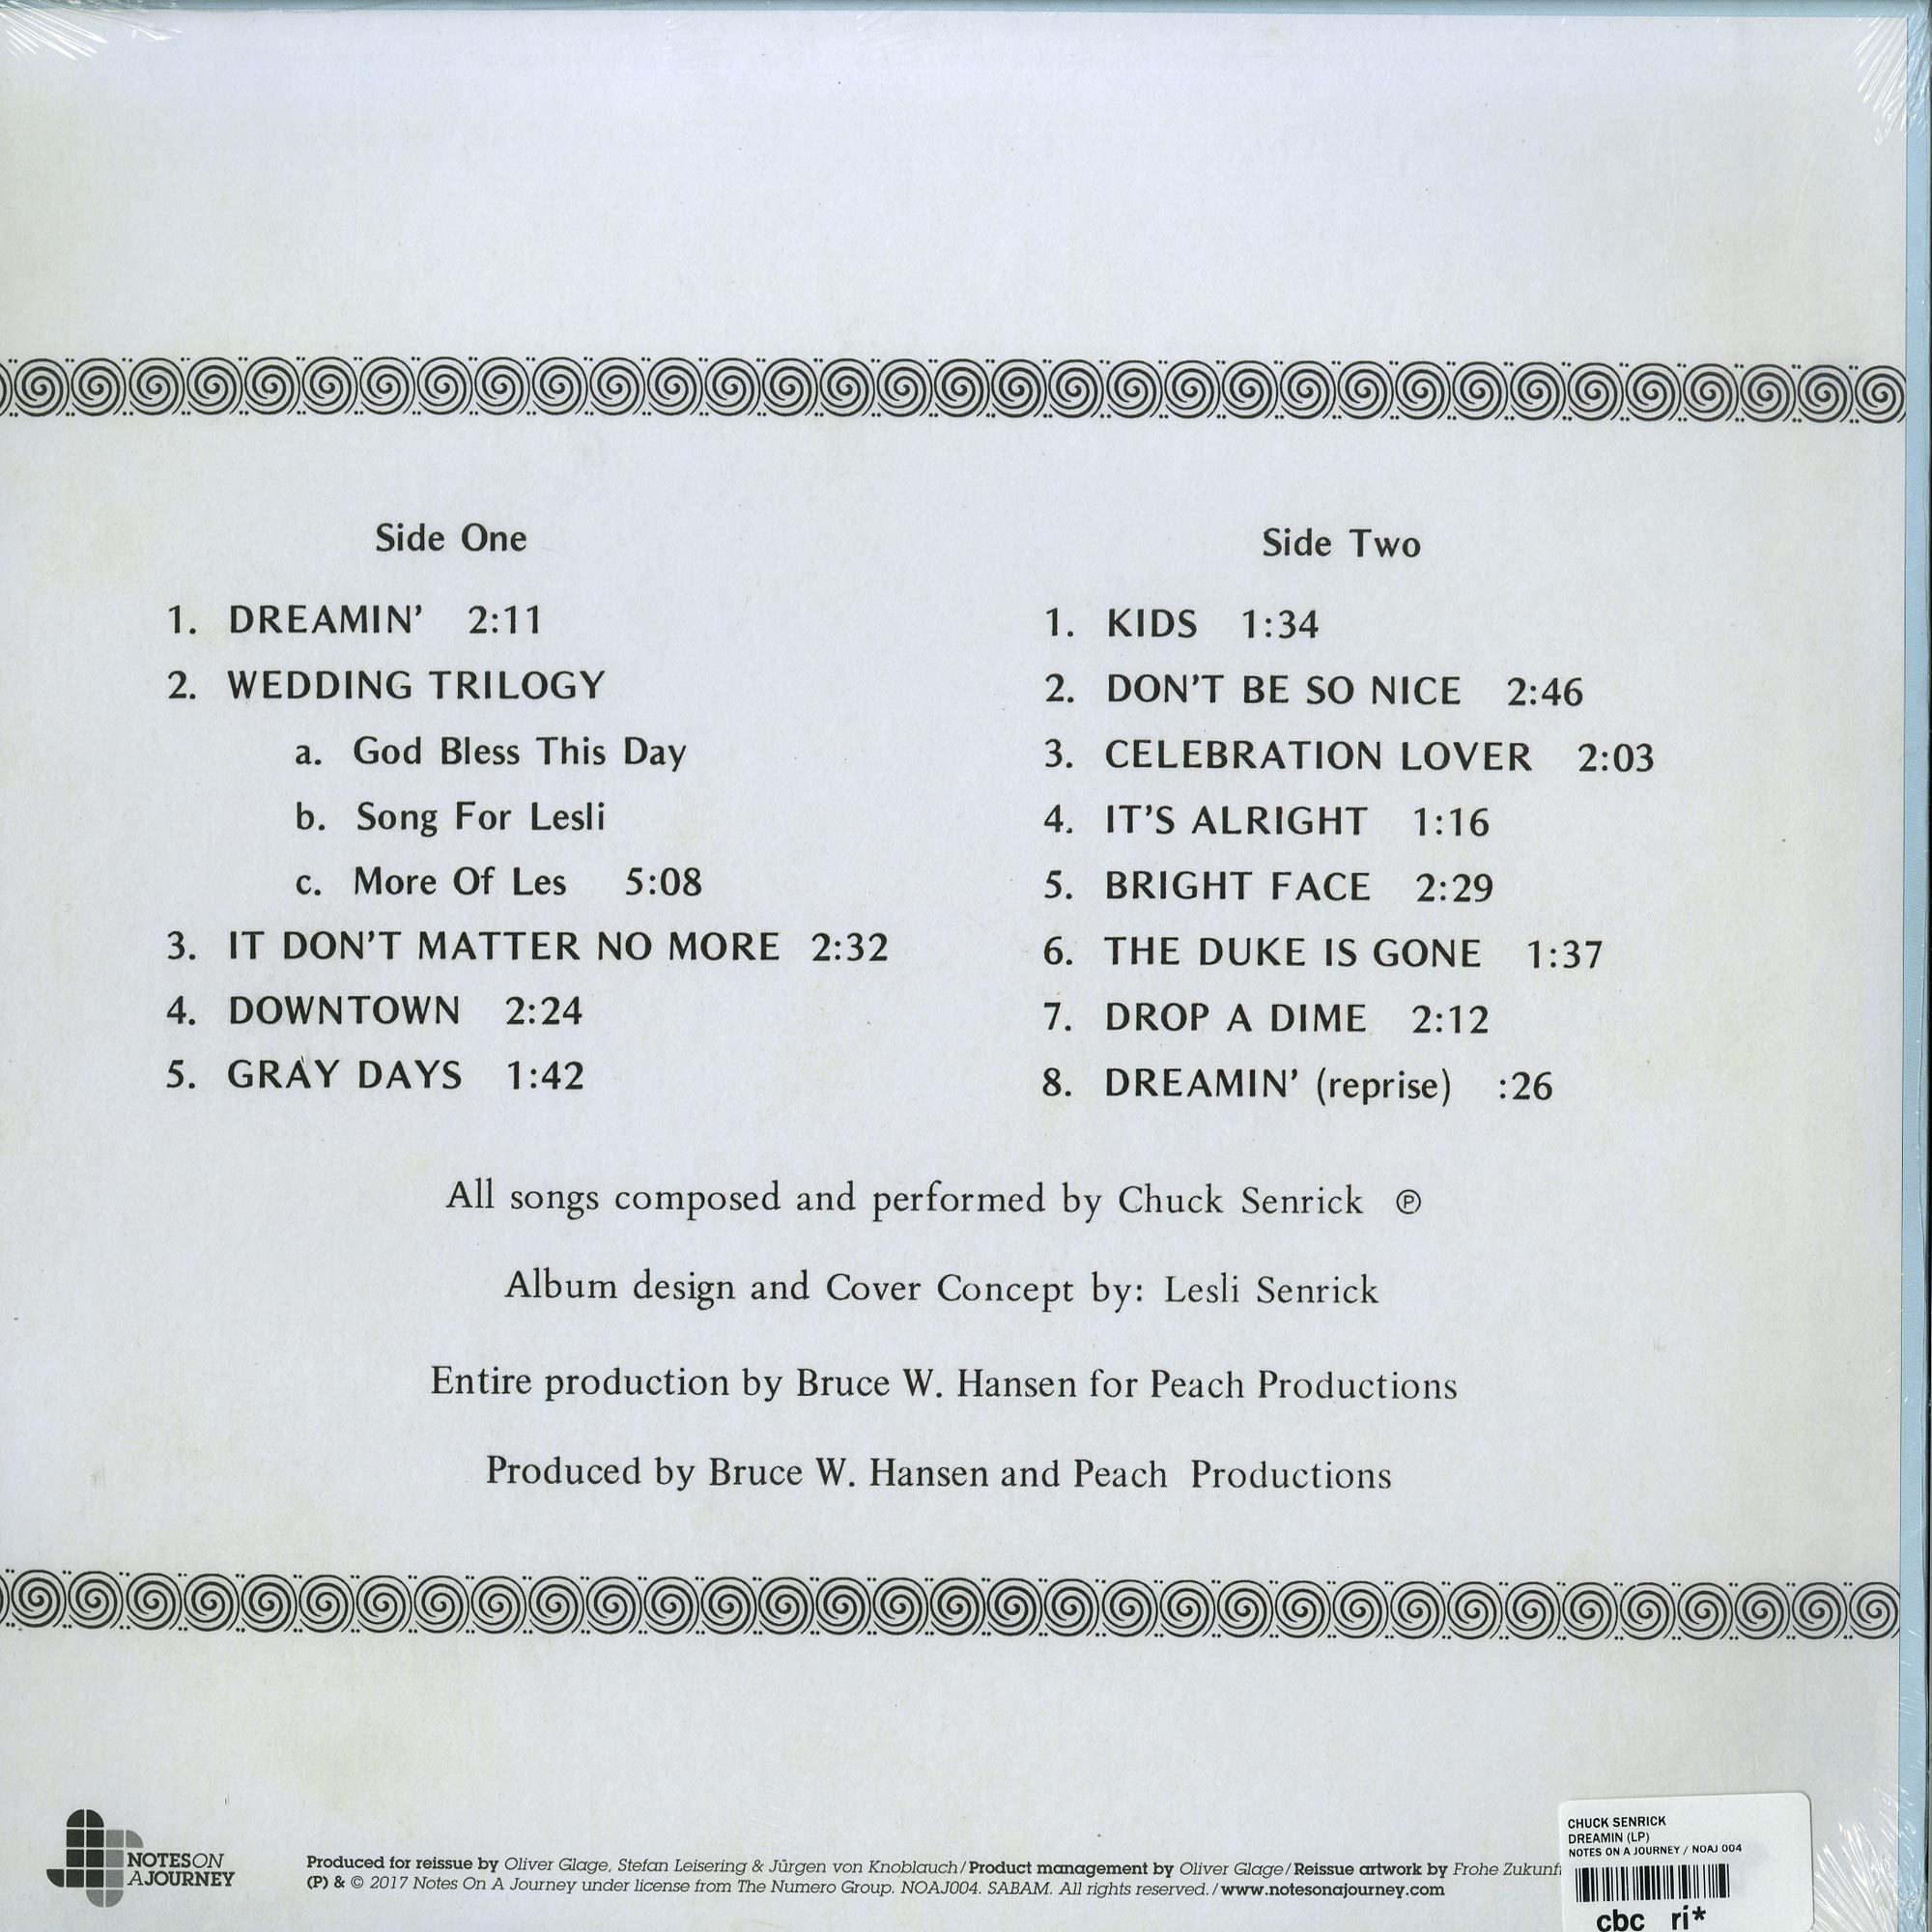 Side One
1. DREAMIN' 2:11
2. WEDDING TRILOGY
a. God Bless This Day
b. Song For Lesli
c. More Of Les 5:08
3. IT DON'T MATTER NO MORE 2:32
4. DOWNTOWN 2:24
5. GRAY DAYS 1:42
Side Two
1. KIDS 1:34
2. DON'T BE SO NICE 2:46
3. CELEBRATION LOVER 2:03
4. IT'S ALRIGHT 1:16
5. BRIGHT FACE 2:29
6. THE DUKE IS GONE 1:37
7. DROP A DIME 2:12
8. DREAMIN' (reprise) :26
All songs composed and performed by Chuck Senrick ℗
Album design and Cover Concept by: Lesli Senrick
Entire production by Bruce W. Hansen for Peach Productions
Produced by Bruce W. Hansen and Peach Productions
NOTESON
AJOURNEY
Produced for reissue by Oliver Glage, Stefan Leisering & Jürgen von Knoblauch/Product management by Oliver Glage/Reissue artwork by Frohe
(P) & © 2017 Notes On A Journey under license from The Numero Group. NOAJ004. SABAM. All rights reserved./www.notesonajourney.com
CHUCK SENRICK
DREAMIN (LP)
NOTES ON A JOURNEY / NOAJ 004
cbc ri*